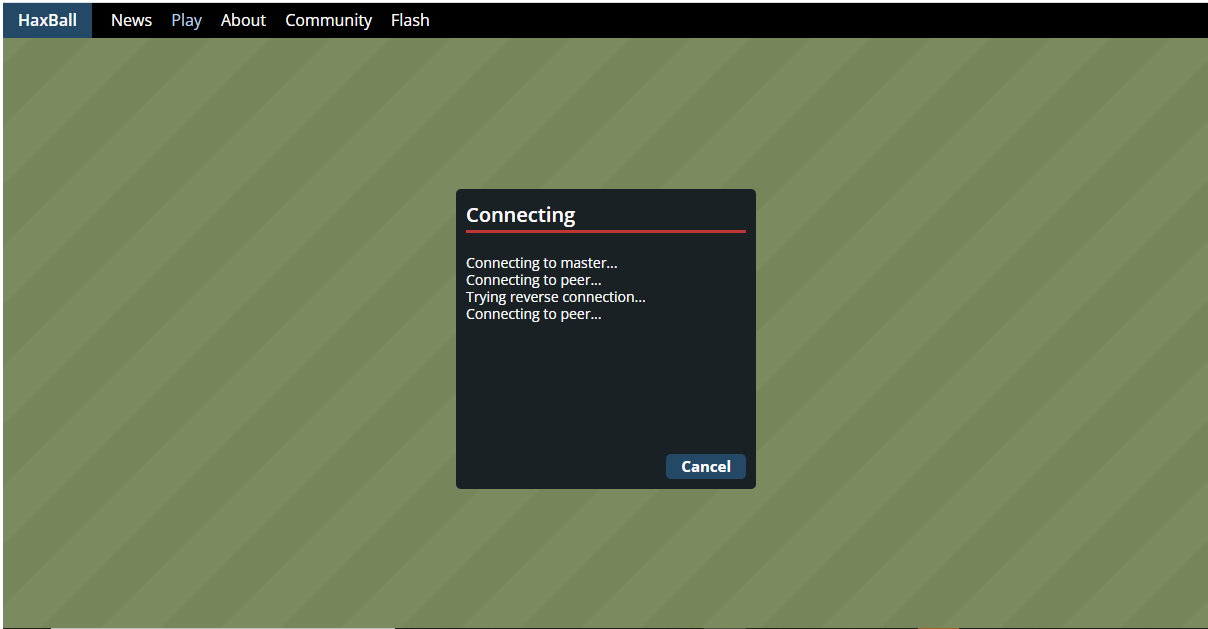 HaxBall News Play About Community Flash
Connecting
Connecting to master...
Connecting to peer...
Trying reverse connection...
Connecting to peer...
Cancel